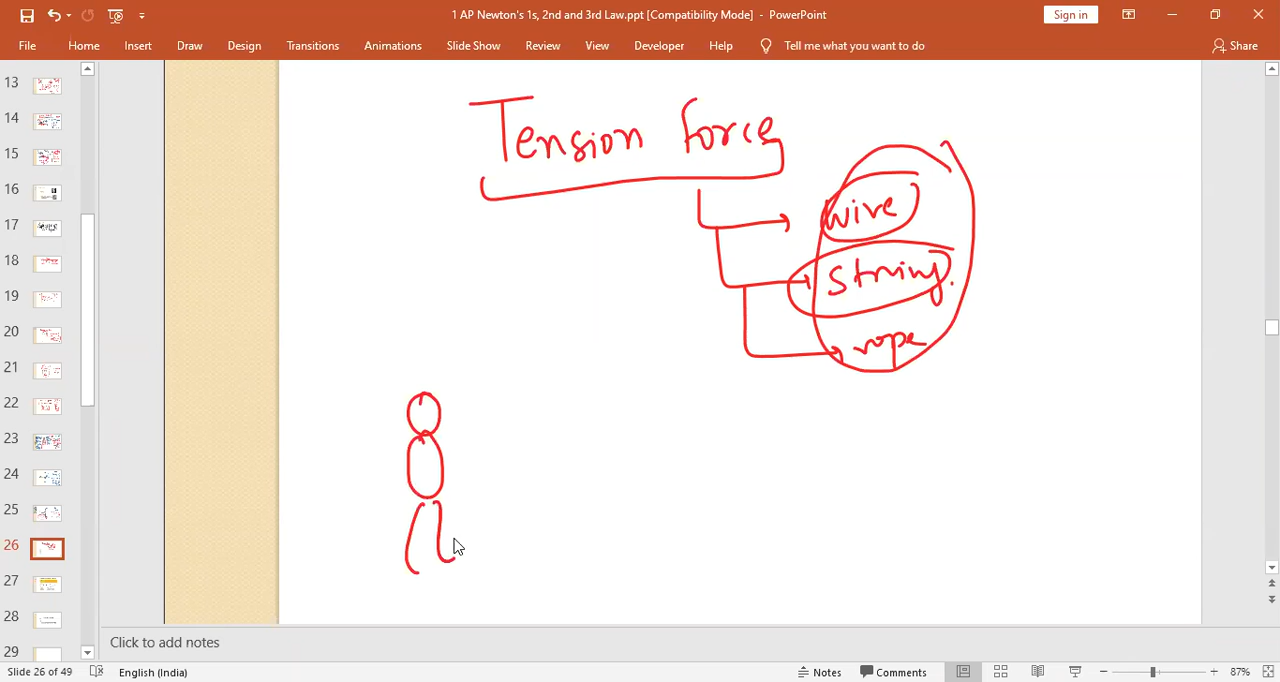 1 AP Newton's 1s, 2nd and 3rd Law.ppt [Compatibility Mode] - PowerPoint
Sign in
File Home Insert Draw Design Transitions Animations Slide Show Review View Developer Help Tell me what you want to do Share
13
14
15
16
17
18
19
20
21
22
23
24
25
26
27
28
29
Tension Force
wire
string
rope
Click to add notes
Slide 26 of 49 English (India) Notes Comments 87%